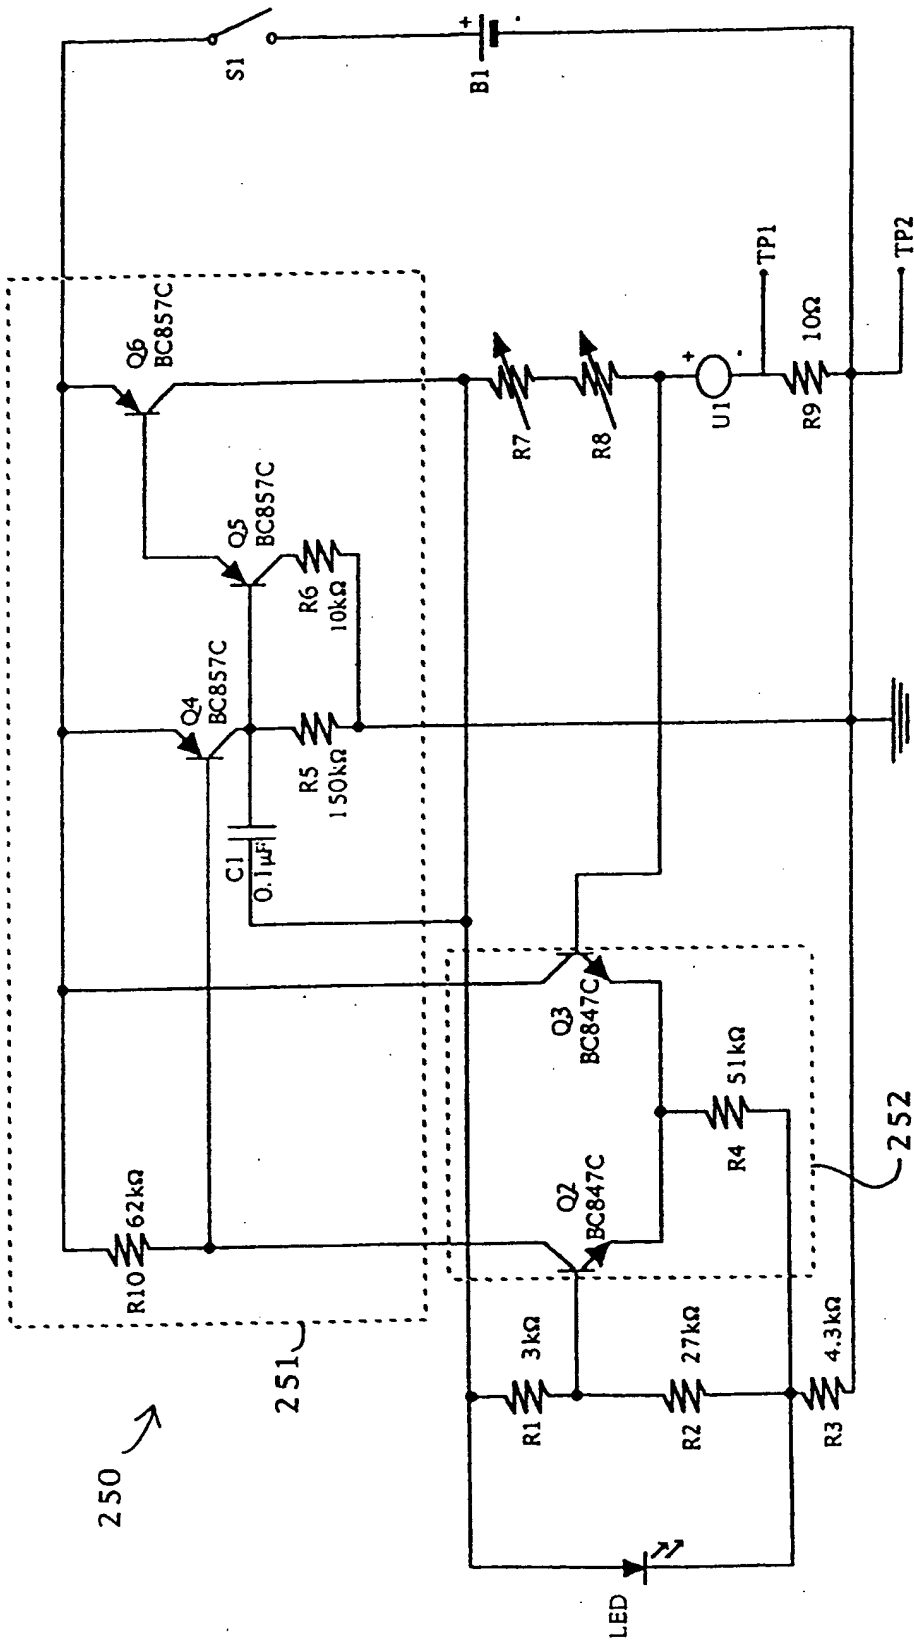 250
251
252
S1
+
B1
Q6
BC857C
Q5
BC857C
Q4
BC857C
R6
10kΩ
R5
150kΩ
C1
0.1µF
R10
62kΩ
Q3
BC847C
Q2
BC847C
R4
51kΩ
R7
R8
+
U1
TP1
R9
10Ω
TP2
R1
3kΩ
R2
27kΩ
R3
4.3kΩ
LED